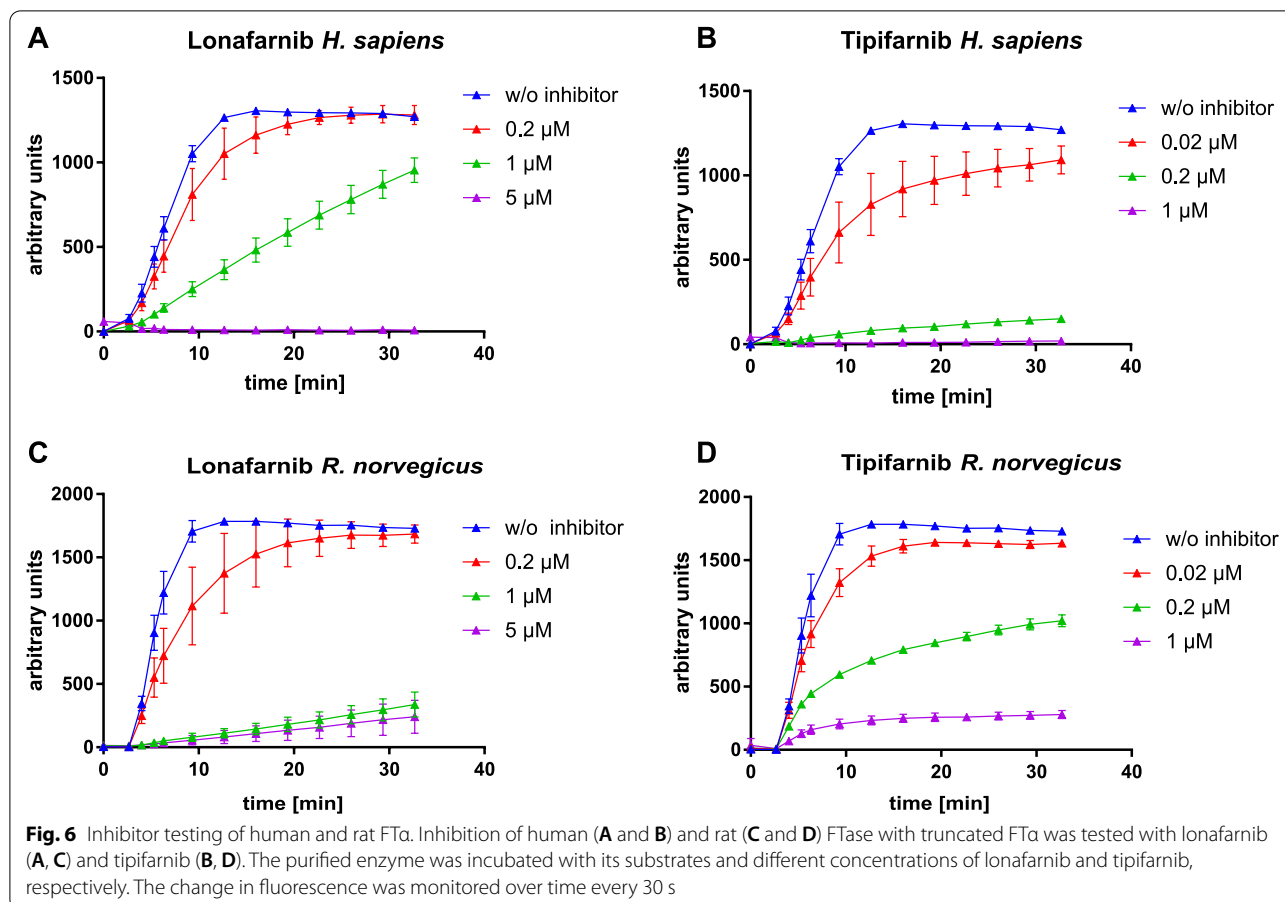 A
Lonafarnib H. sapiens
1500
1000
500
0
arbitrary units
0 10 20 30 40
time [min]
w/o inhibitor
0.2 µM
1 µM
5 µM
B
Tipifarnib H. sapiens
1500
1000
500
0
arbitrary units
0 10 20 30 40
time [min]
w/o inhibitor
0.02 µM
0.2 µM
1 µM
C
Lonafarnib R. norvegicus
2000
1500
1000
500
0
arbitrary units
0 10 20 30 40
time [min]
w/o inhibitor
0.2 µM
1 µM
5 µM
D
Tipifarnib R. norvegicus
2000
1500
1000
500
0
arbitrary units
0 10 20 30 40
time [min]
w/o inhibitor
0.02 µM
0.2 µM
1 µM
Fig. 6 Inhibitor testing of human and rat FTα. Inhibition of human (A and B) and rat (C and D) FTase with truncated FTα was tested with lonafarnib
(A, C) and tipifarnib (B, D). The purified enzyme was incubated with its substrates and different concentrations of lonafarnib and tipifarnib,
respectively. The change in fluorescence was monitored over time every 30 s